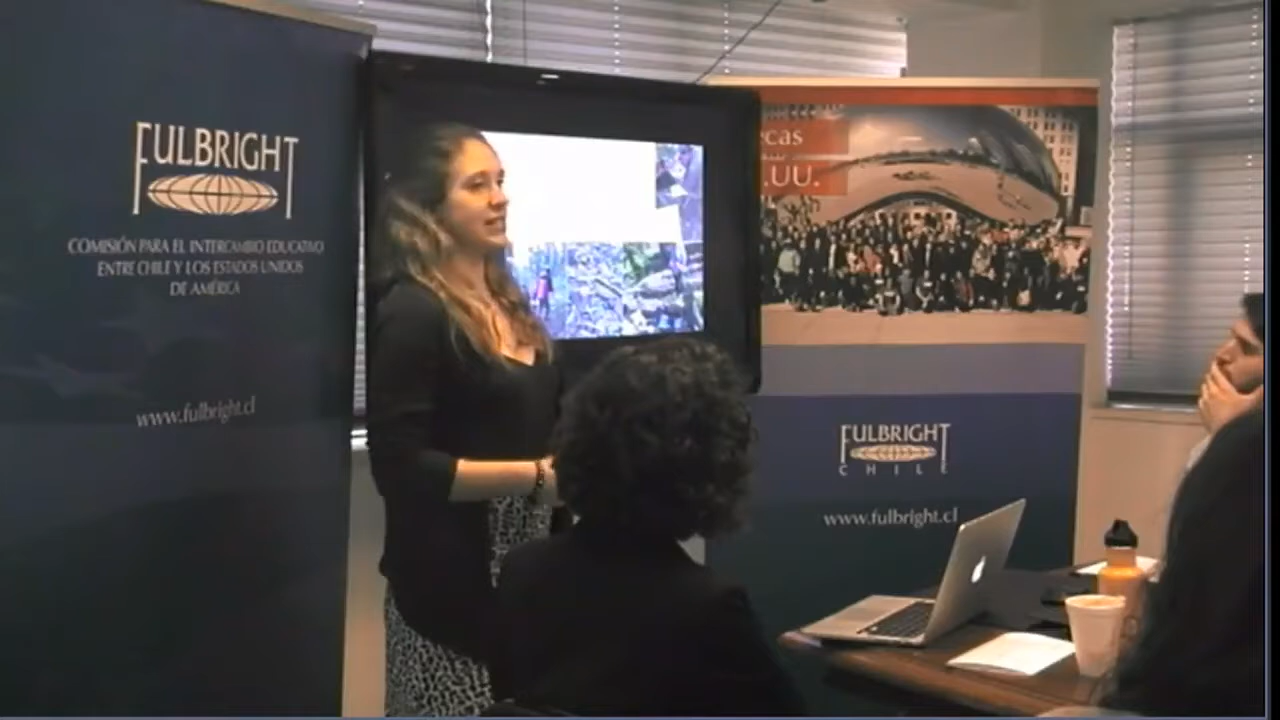 FULBRIGHT
COMISIÓN PARA EL INTERCAMBIO EDUCATIVO
ENTRE CHILE Y LOS ESTADOS UNIDOS
DE AMÉRICA
www.fulbright.cl
ecas
.UU.
FULBRIGHT
CHILE
www.fulbright.cl